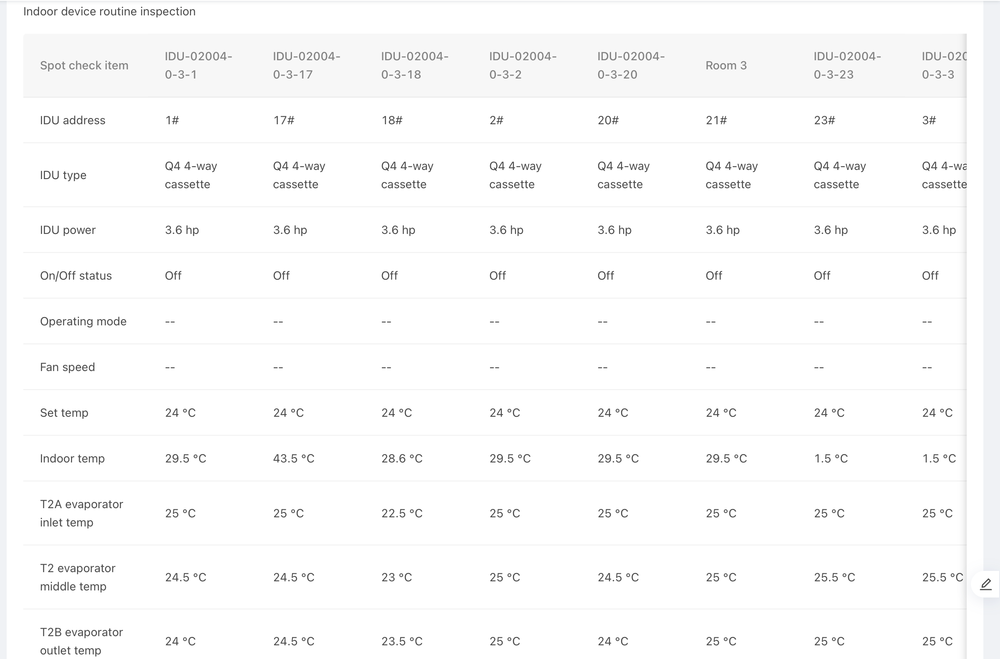 Indoor device routine inspection
Spot check item IDU-02004-0-3-1 IDU-02004-0-3-17 IDU-02004-0-3-18 IDU-02004-0-3-2 IDU-02004-0-3-20 Room 3 IDU-02004-0-3-23 IDU-020 0-3-3
IDU address 1# 17# 18# 2# 20# 21# 23# 3#
IDU type Q4 4-way cassette Q4 4-way cassette Q4 4-way cassette Q4 4-way cassette Q4 4-way cassette Q4 4-way cassette Q4 4-way cassette Q4 4-wa cassette
IDU power 3.6 hp 3.6 hp 3.6 hp 3.6 hp 3.6 hp 3.6 hp 3.6 hp 3.6 hp
On/Off status Off Off Off Off Off Off Off Off
Operating mode -- -- -- -- -- -- -- --
Fan speed -- -- -- -- -- -- -- --
Set temp 24 °C 24 °C 24 °C 24 °C 24 °C 24 °C 24 °C 24 °C
Indoor temp 29.5 °C 43.5 °C 28.6 °C 29.5 °C 29.5 °C 29.5 °C 1.5 °C 1.5 °C
T2A evaporator inlet temp 25 °C 25 °C 22.5 °C 25 °C 25 °C 25 °C 25 °C 25 °C
T2 evaporator middle temp 24.5 °C 24.5 °C 23 °C 25 °C 24.5 °C 25 °C 25.5 °C 25.5 °C
T2B evaporator outlet temp 24 °C 24.5 °C 23.5 °C 25 °C 24 °C 25 °C 25 °C 25 °C